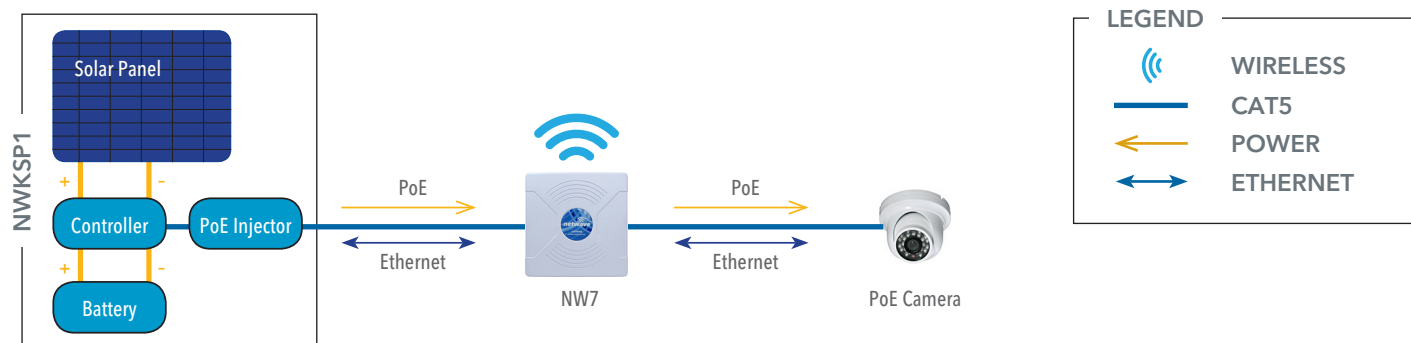 NWKSP1
Solar Panel
+ -
Controller
PoE Injector
+ -
Battery
PoE
Ethernet
netwave
NW7
PoE
Ethernet
PoE Camera
LEGEND
WIRELESS
CAT5
POWER
ETHERNET